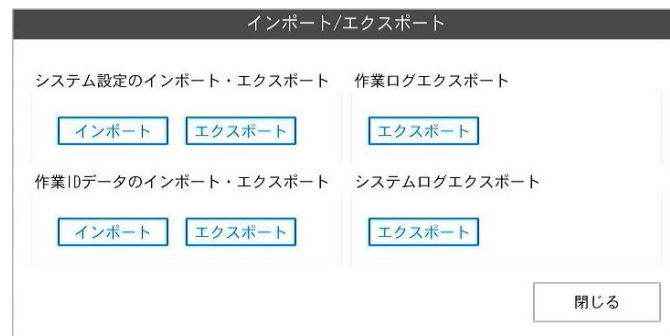 インポート/エクスポート
システム設定のインポート・エクスポート
インポート
エクスポート
作業ログエクスポート
エクスポート
作業IDデータのインポート・エクスポート
インポート
エクスポート
システムログエクスポート
エクスポート
閉じる